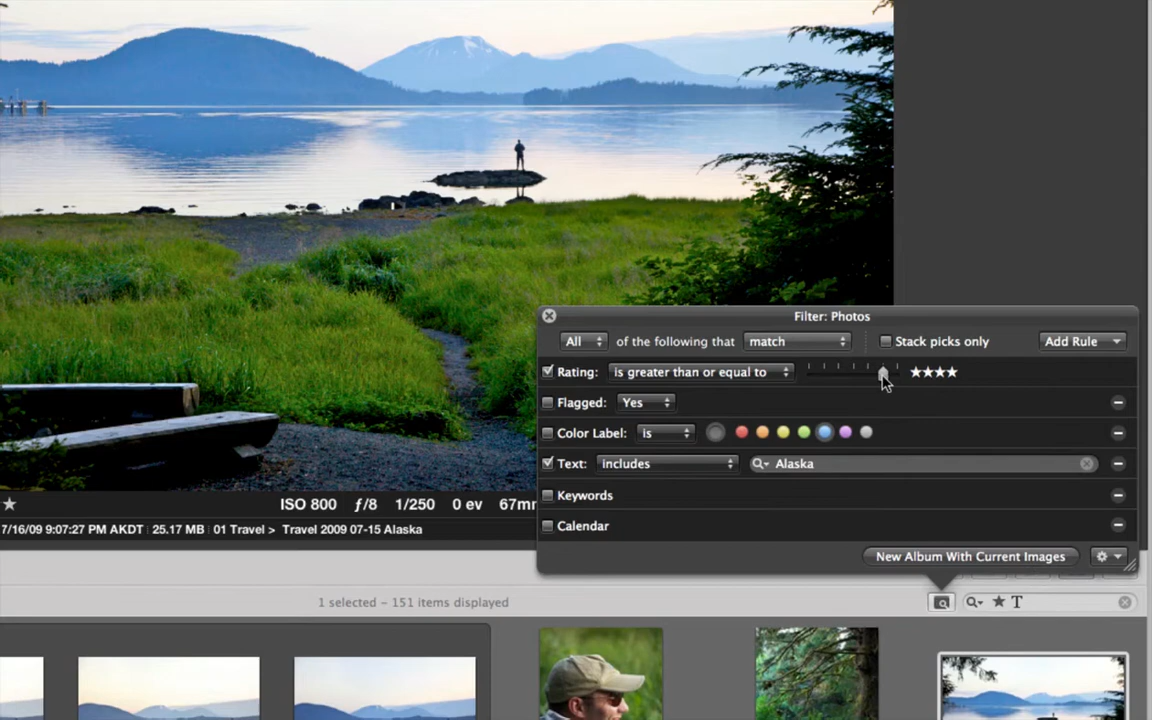 Filter: Photos
All of the following that match Stack picks only Add Rule
Rating: is greater than or equal to ★★★★
Flagged: Yes
Color Label: is
Text: includes Alaska
Keywords
Calendar
New Album With Current Images
★ ISO 800 ƒ/8 1/250 0 ev 67mm
7/16/09 9:07:27 PM AKDT 25.17 MB 01 Travel > Travel 2009 07-15 Alaska
1 selected – 151 items displayed
★ T